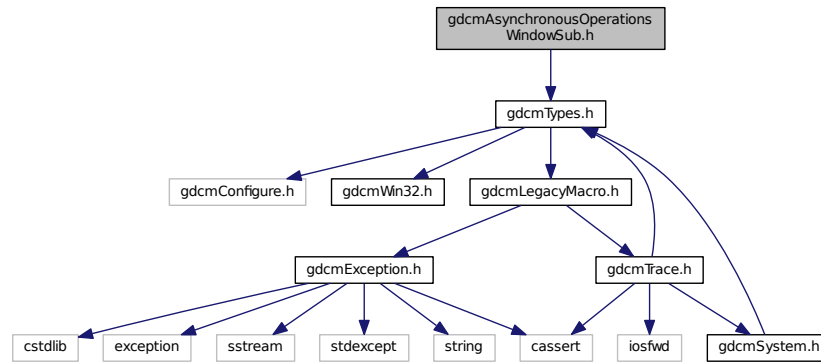 gdcmAsynchronousOperations
WindowSub.h
gdcmTypes.h
gdcmConfigure.h
gdcmWin32.h
gdcmLegacyMacro.h
gdcmException.h
gdcmTrace.h
cstdlib
exception
sstream
stdexcept
string
cassert
iosfwd
gdcmSystem.h